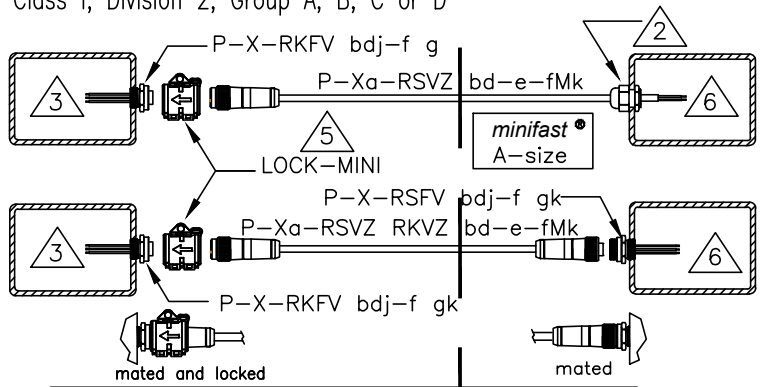 Class I, Division 2, Group A, B, C or D
P-X-RKFV bdj-f g
2
P-Xa-RSVZ bd-e-fMk
3
6
5
minifast ®
A-size
LOCK-MINI
P-X-RSFV bdj-f gk
P-Xa-RSVZ RKVZ bd-e-fMk
3
6
P-X-RKFV bdj-f gk
mated and locked
mated